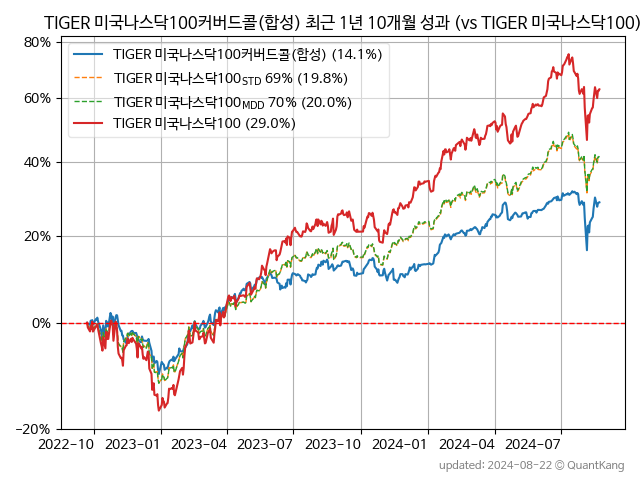 TIGER 미국나스닥100커버드콜(합성) 최근 1년 10개월 성과 (vs TIGER 미국나스닥100)
80%
60%
40%
20%
0%
−20%
TIGER 미국나스닥100커버드콜(합성) (14.1%)
TIGER 미국나스닥100STD 69% (19.8%)
TIGER 미국나스닥100MDD 70% (20.0%)
TIGER 미국나스닥100 (29.0%)
2022-10 2023-01 2023-04 2023-07 2023-10 2024-01 2024-04 2024-07
updated: 2024-08-22 © QuantKang